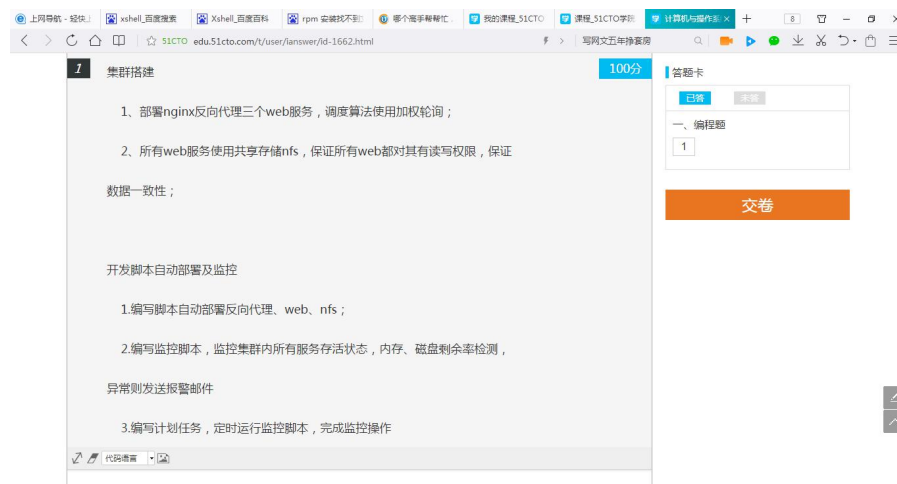 上网导航 - 轻快
xshell_百度搜索
Xshell_百度百科
rpm 安装找不到
哪个高手帮帮忙
我的课程_51CTO
课程_51CTO学院
计算机与操作系
8
51CTO edu.51cto.com/t/user/ianswer/id-1662.html
写网文五年挣套房
1 集群搭建 100分
1、部署nginx反向代理三个web服务，调度算法使用加权轮询；
2、所有web服务使用共享存储nfs，保证所有web都对其有读写权限，保证
数据一致性；
开发脚本自动部署及监控
1.编写脚本自动部署反向代理、web、nfs；
2.编写监控脚本，监控集群内所有服务存活状态，内存、磁盘剩余率检测，
异常则发送报警邮件
3.编写计划任务，定时运行监控脚本，完成监控操作
代码语言
答题卡
已答 未答
一、编程题
1
交卷